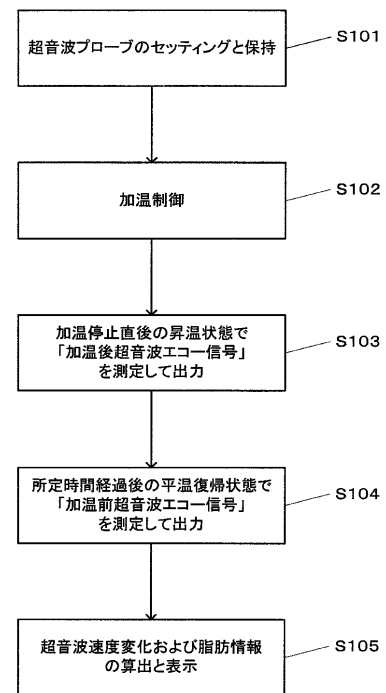 超音波プローブのセッティングと保持
S101
加温制御
S102
加温停止直後の昇温状態で
「加温後超音波エコー信号」
を測定して出力
S103
所定時間経過後の平温復帰状態で
「加温前超音波エコー信号」
を測定して出力
S104
超音波速度変化および脂肪情報
の算出と表示
S105